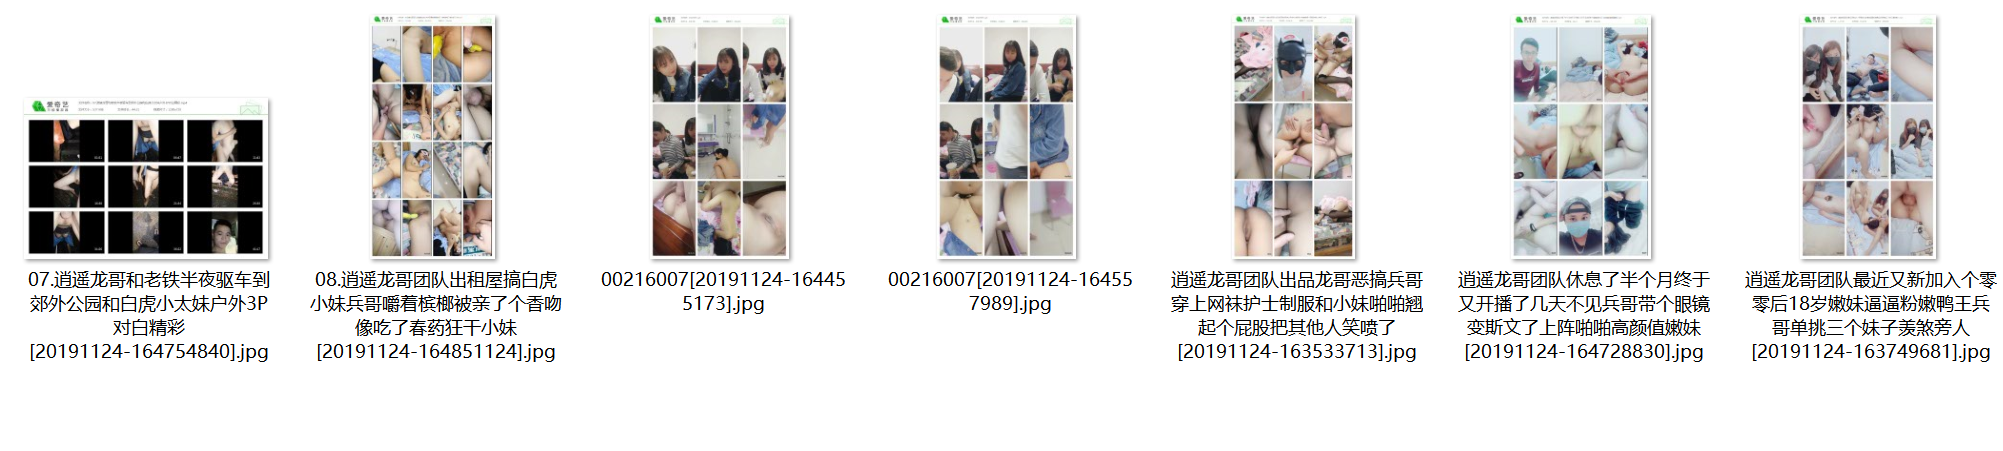 07.逍遥龙哥和老铁半夜驱车到
郊外公园和白虎小太妹户外3P
对白精彩
[20191124-164754840].jpg
08.逍遥龙哥团队出租屋搞白虎
小妹兵哥嚼着槟榔被亲了个香吻
像吃了春药狂干小妹
[20191124-164851124].jpg
00216007[20191124-16445
5173].jpg
00216007[20191124-16455
7989].jpg
逍遥龙哥团队出品龙哥恶搞兵哥
穿上网袜护士制服和小妹啪啪翘
起个屁股把其他人笑喷了
[20191124-163533713].jpg
逍遥龙哥团队休息了半个月终于
又开播了几天不见兵哥带个眼镜
变斯文了上阵啪啪高颜值嫩妹
[20191124-164728830].jpg
逍遥龙哥团队最近又新加入个零
零后18岁嫩妹逼逼粉嫩鸭王兵
哥单挑三个妹子羡煞旁人
[20191124-163749681].jpg